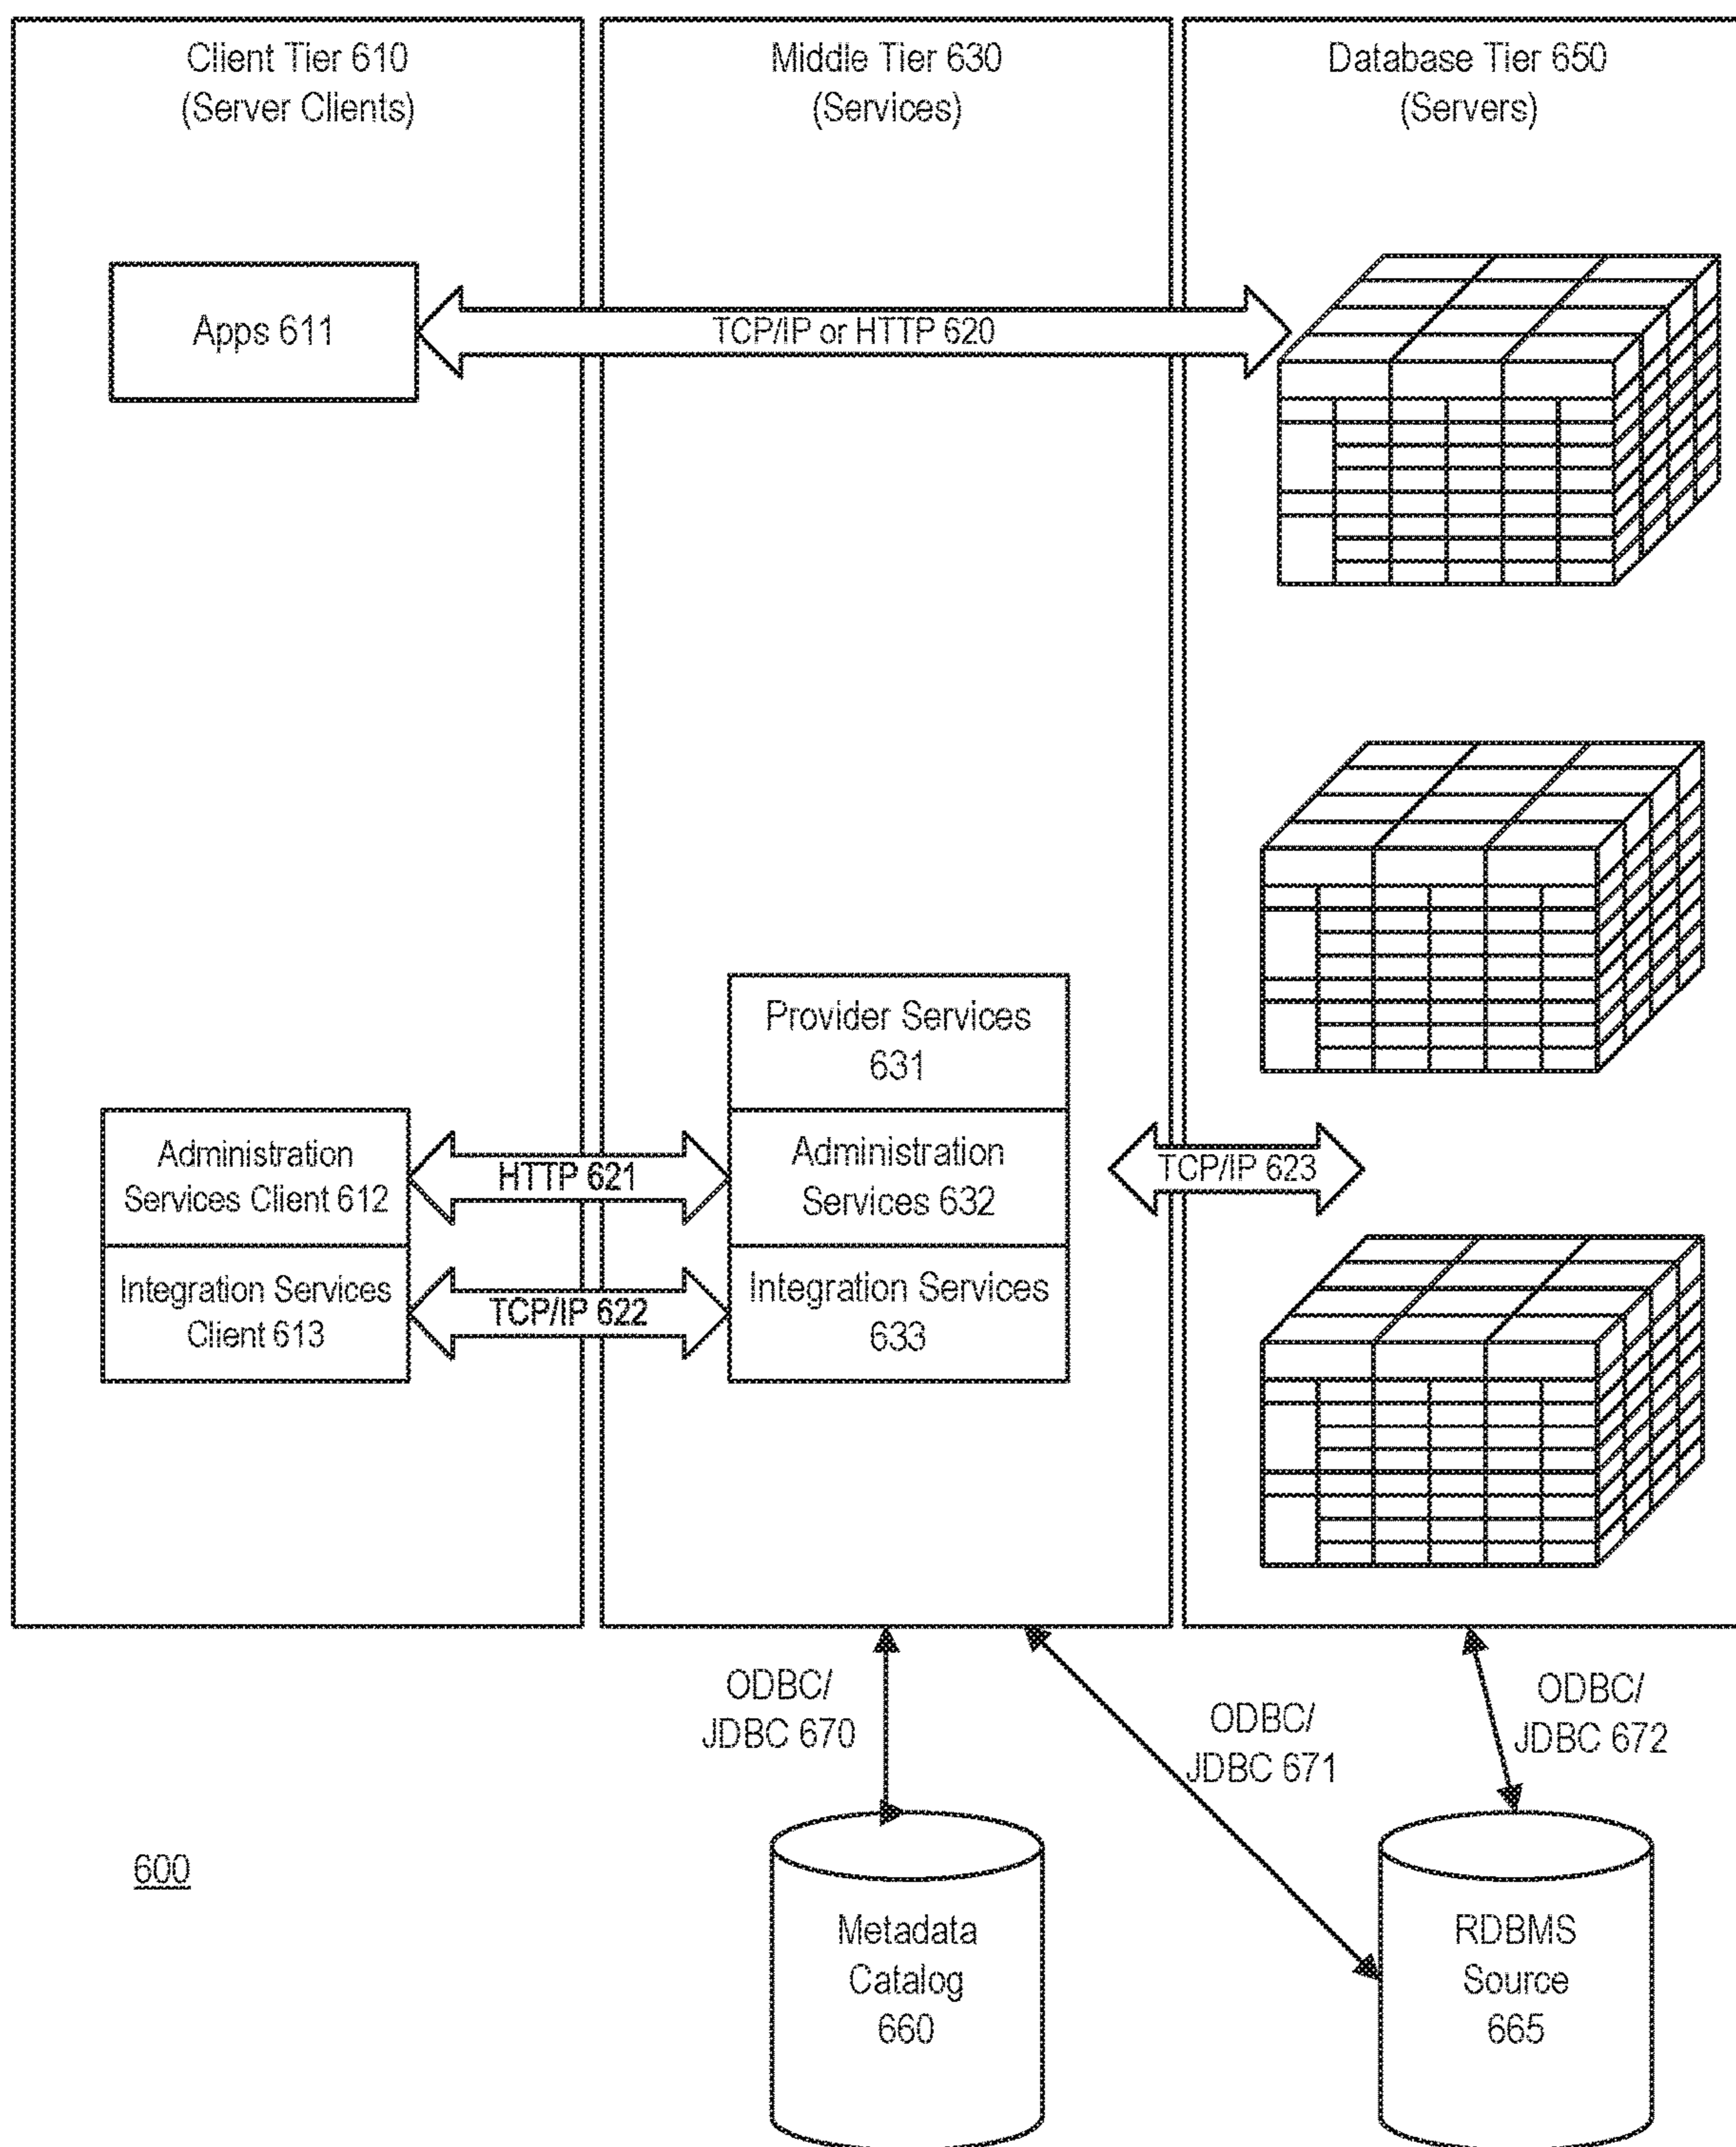 Client Tier 610
(Server Clients)
Middle Tier 630
(Services)
Database Tier 650
(Servers)
Apps 611
TCP/IP or HTTP 620
Provider Services
631
Administration
Services Client 612
HTTP 621
Administration
Services 632
TCP/IP 623
Integration Services
Client 613
TCP/IP 622
Integration Services
633
ODBC/
JDBC 670
ODBC/
JDBC 671
ODBC/
JDBC 672
600
Metadata
Catalog
660
RDBMS
Source
665